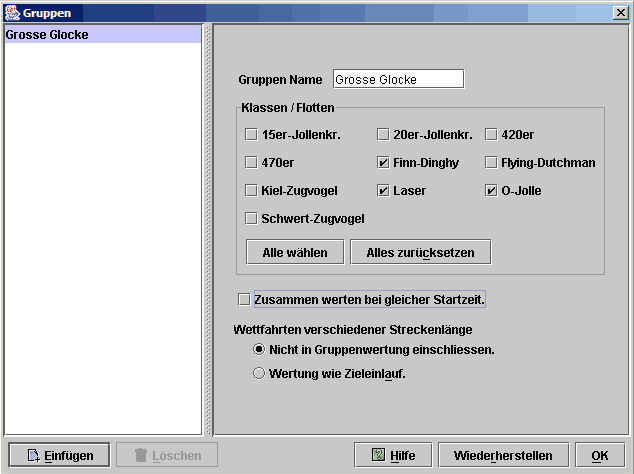 Gruppen
Grosse Glocke
Gruppen Name Grosse Glocke
Klassen / Flotten
15er-Jollenkr. 20er-Jollenkr. 420er
470er Finn-Dinghy Flying-Dutchman
Kiel-Zugvogel Laser O-Jolle
Schwert-Zugvogel
Alle wählen Alles zurücksetzen
Zusammen werten bei gleicher Startzeit.
Wettfahrten verschiedener Streckenlänge
Nicht in Gruppenwertung einschliessen.
Wertung wie Zieleinlauf.
Einfügen Löschen Hilfe Wiederherstellen OK